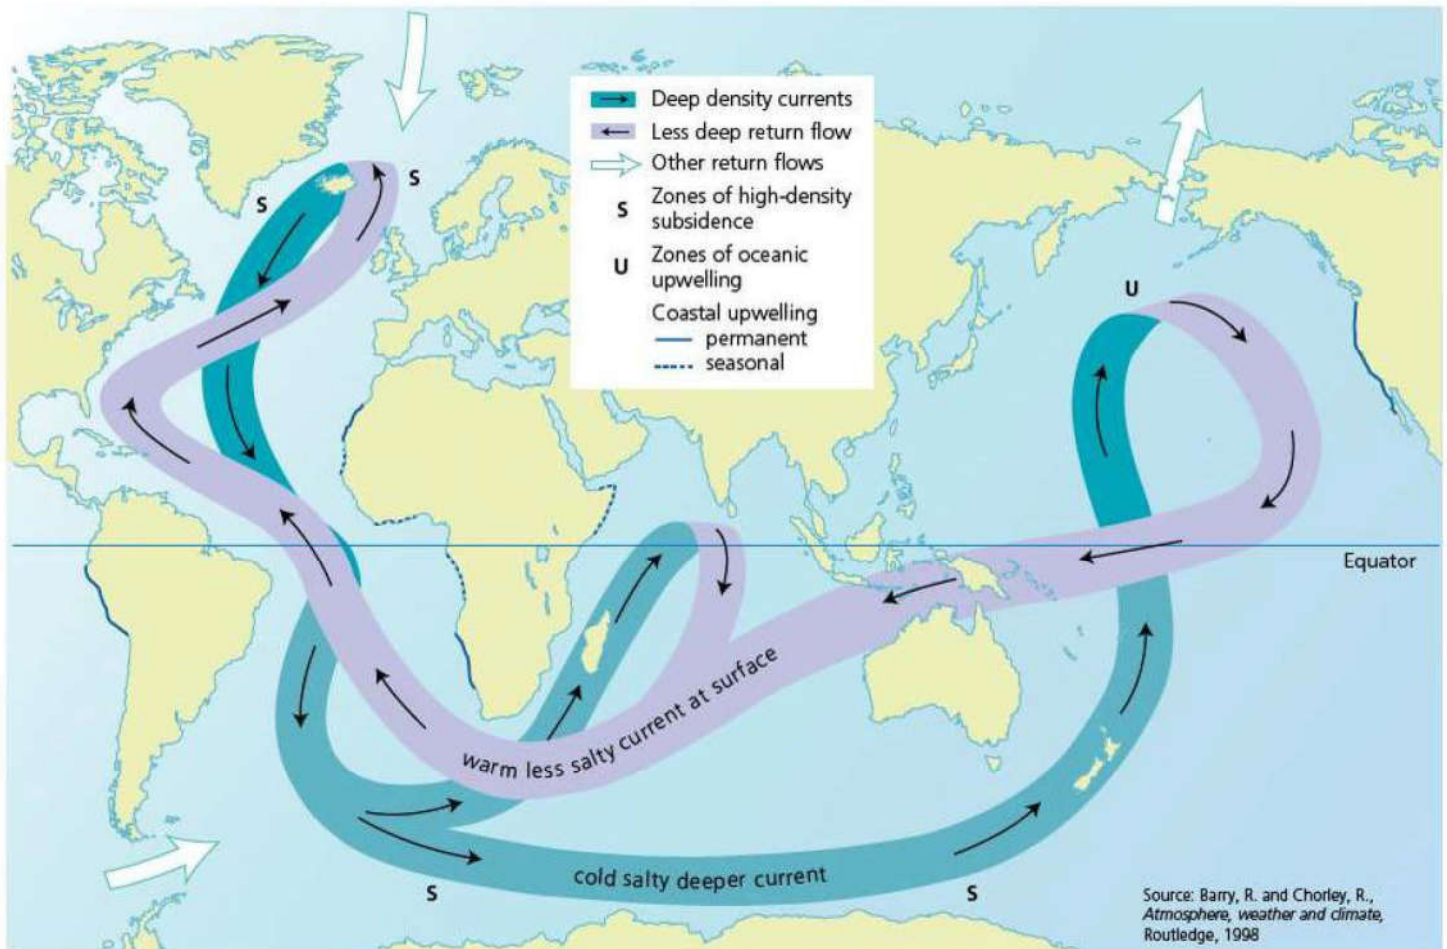 Deep density currents
Less deep return flow
Other return flows
S
Zones of high-density
subsidence
U
Zones of oceanic
upwelling
Coastal upwelling
permanent
seasonal
S
S
U
Equator
warm less salty current at surface
cold salty deeper current
S
S
Source: Barry, R. and Chorley, R.,
Atmosphere, weather and climate,
Routledge, 1998